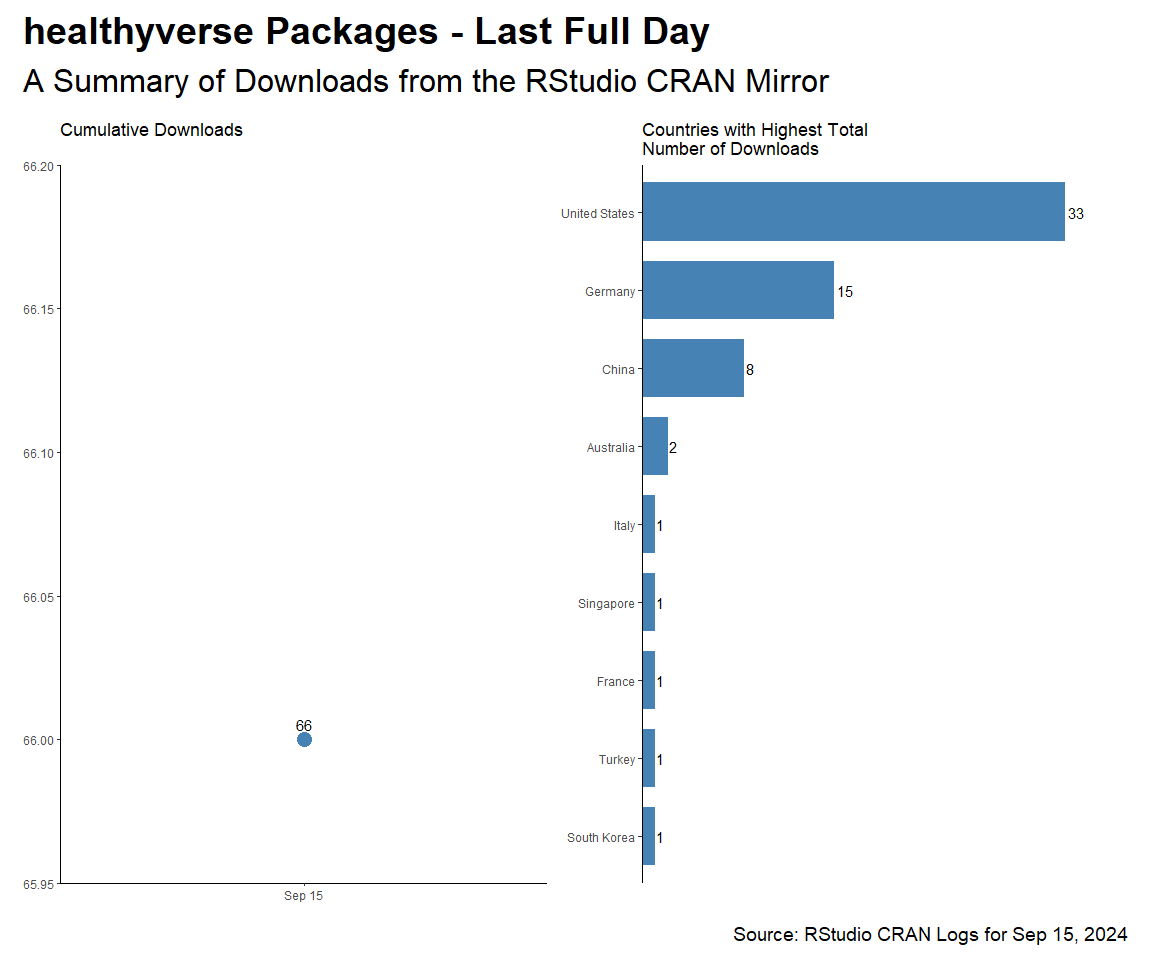 healthyverse Packages - Last Full Day
A Summary of Downloads from the RStudio CRAN Mirror
Cumulative Downloads
66.20
66.15
66.10
66.05
66.00
65.95
66
Sep 15
Countries with Highest Total
Number of Downloads
United States 33
Germany 15
China 8
Australia 2
Italy 1
Singapore 1
France 1
Turkey 1
South Korea 1
Source: RStudio CRAN Logs for Sep 15, 2024